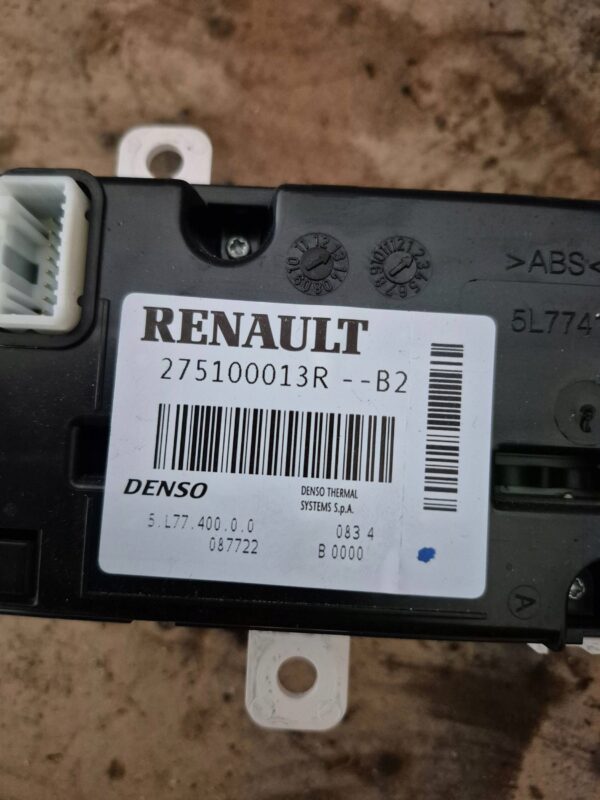 >ABS<
5L774
RENAULT
275100013R --B2
DENSO
DENSO THERMAL
SYSTEMS S.p.A.
5.L77.400.0.0
083 4
087722
B 0000
A